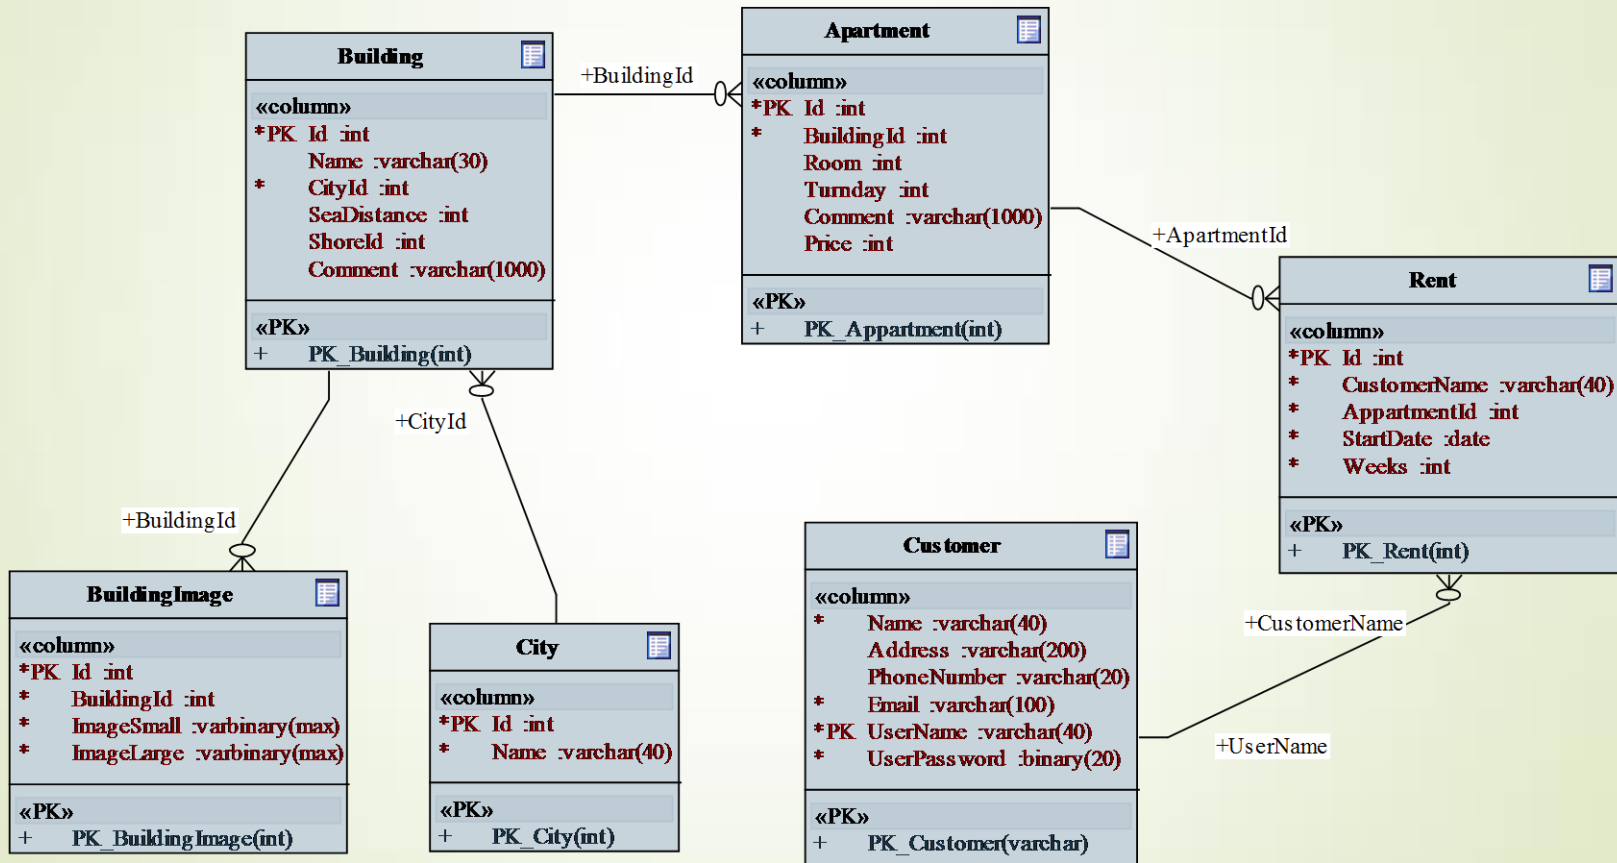 Building
«column»
*PK Id :int
Name :varchar(30)
* CityId :int
SeaDistance :int
ShoreId :int
Comment :varchar(1000)
«PK»
+ PK_Building(int)
+BuildingId
Apartment
«column»
*PK Id :int
* BuildingId :int
Room :int
Turnday :int
Comment :varchar(1000)
Price :int
«PK»
+ PK_Appartment(int)
+ApartmentId
Rent
«column»
*PK Id :int
* CustomerName :varchar(40)
* AppartmentId :int
* StartDate :date
* Weeks :int
«PK»
+ PK_Rent(int)
+CityId
+BuildingId
BuildingImage
«column»
*PK Id :int
* BuildingId :int
* ImageSmall :varbinary(max)
* ImageLarge :varbinary(max)
«PK»
+ PK_BuildingImage(int)
City
«column»
*PK Id :int
* Name :varchar(40)
«PK»
+ PK_City(int)
Customer
«column»
* Name :varchar(40)
Address :varchar(200)
PhoneNumber :varchar(20)
* Email :varchar(100)
*PK UserName :varchar(40)
* UserPassword :binary(20)
«PK»
+ PK_Customer(varchar)
+CustomerName
+UserName